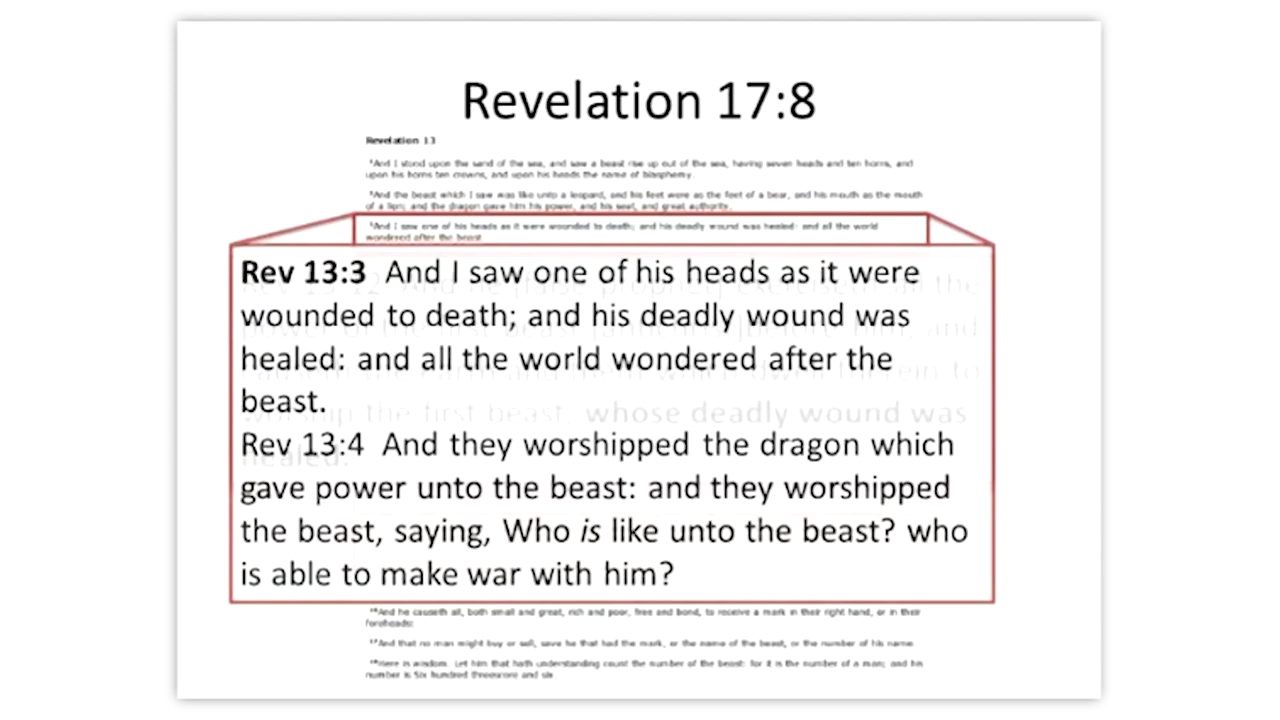 Revelation 17:8
Revelation 13
³And I stood upon the sand of the sea, and saw a beast rise up out of the sea, having seven heads and ten horns, and
upon his horns ten crowns, and upon his heads the name of blasphemy.
And the beast which I saw was like unto a leopard, and his feet were as the feet of a bear, and his mouth as the mouth
of a lion; and the dragon gave him his power, and his seat, and great authority.
And I saw one of his heads as it were wounded to death; and his deadly wound was healed: and all the world
wondered after the beast.
Rev 13:3 And I saw one of his heads as it were
wounded to death; and his deadly wound was
healed: and all the world wondered after the
beast.
Rev 13:4 And they worshipped the dragon which
gave power unto the beast: and they worshipped
the beast, saying, Who is like unto the beast? who
is able to make war with him?
And he causeth all, both small and great, rich and poor, free and bond, to receive a mark in their right hand, or in their
foreheads:
And that no man might buy or sell, save he that had the mark, or the name of the beast, or the number of his name.
Here is wisdom. Let him that hath understanding count the number of the beast: for it is the number of a man; and his
number is Six hundred threescore and six.